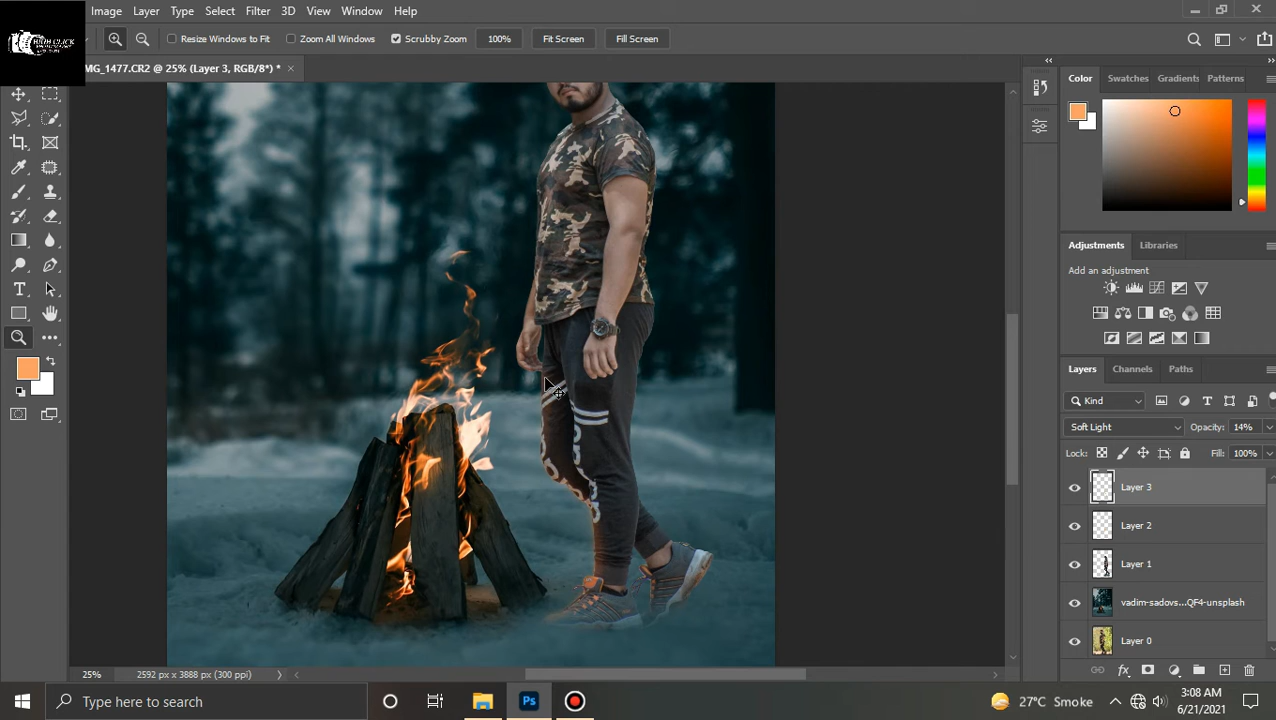 Image Layer Type Select Filter 3D View Window Help
HIGH CLICK
Resize Windows to Fit Zoom All Windows Scrubby Zoom 100% Fit Screen Fill Screen
MG_1477.CR2 @ 25% (Layer 3, RGB/8*) *
Color Swatches Gradients Patterns
Adjustments Libraries
Add an adjustment
Layers Channels Paths
Kind
Soft Light Opacity: 14%
Lock: Fill: 100%
Layer 3
Layer 2
Layer 1
vadim-sadovs...QF4-unsplash
Layer 0
25% 2592 px x 3888 px (300 ppi)
Type here to search
Ps
27°C Smoke
3:08 AM
6/21/2021